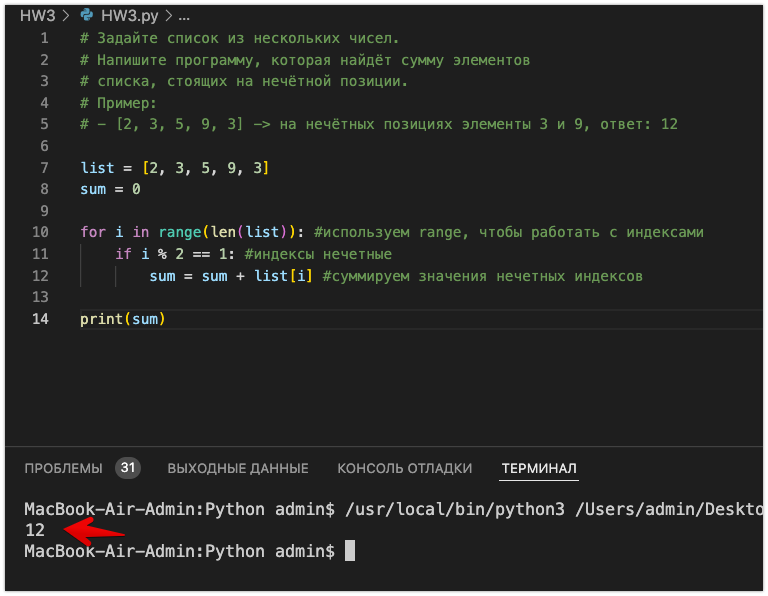 HW3 > HW3.py > ...
1 # Задайте список из нескольких чисел.
2 # Напишите программу, которая найдёт сумму элементов
3 # списка, стоящих на нечётной позиции.
4 # Пример:
5 # - [2, 3, 5, 9, 3] -> на нечётных позициях элементы 3 и 9, ответ: 12
6
7 list = [2, 3, 5, 9, 3]
8 sum = 0
9
10 for i in range(len(list)): #используем range, чтобы работать с индексами
11 if i % 2 == 1: #индексы нечетные
12 sum = sum + list[i] #суммируем значения нечетных индексов
13
14 print(sum)
ПРОБЛЕМЫ 31 ВЫХОДНЫЕ ДАННЫЕ КОНСОЛЬ ОТЛАДКИ ТЕРМИНАЛ
MacBook-Air-Admin:Python admin$ /usr/local/bin/python3 /Users/admin/Deskto
12
MacBook-Air-Admin:Python admin$